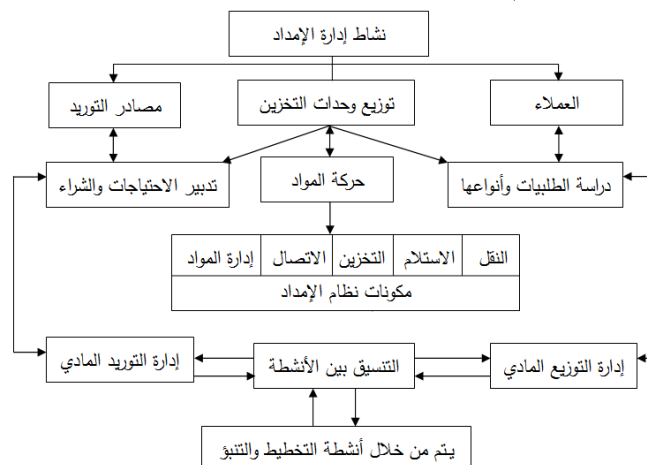 نشاط إدارة الإمداد
العملاء
توزيع وحدات التخزين
مصادر التوريد
دراسة الطلبيات وأنواعها
حركة المواد
تدبير الاحتياجات والشراء
النقل
الاستلام
التخزين
الاتصال
إدارة المواد
مكونات نظام الإمداد
إدارة التوزيع المادي
التنسيق بين الأنشطة
إدارة التوريد المادي
يتم من خلال أنشطة التخطيط والتنبؤ